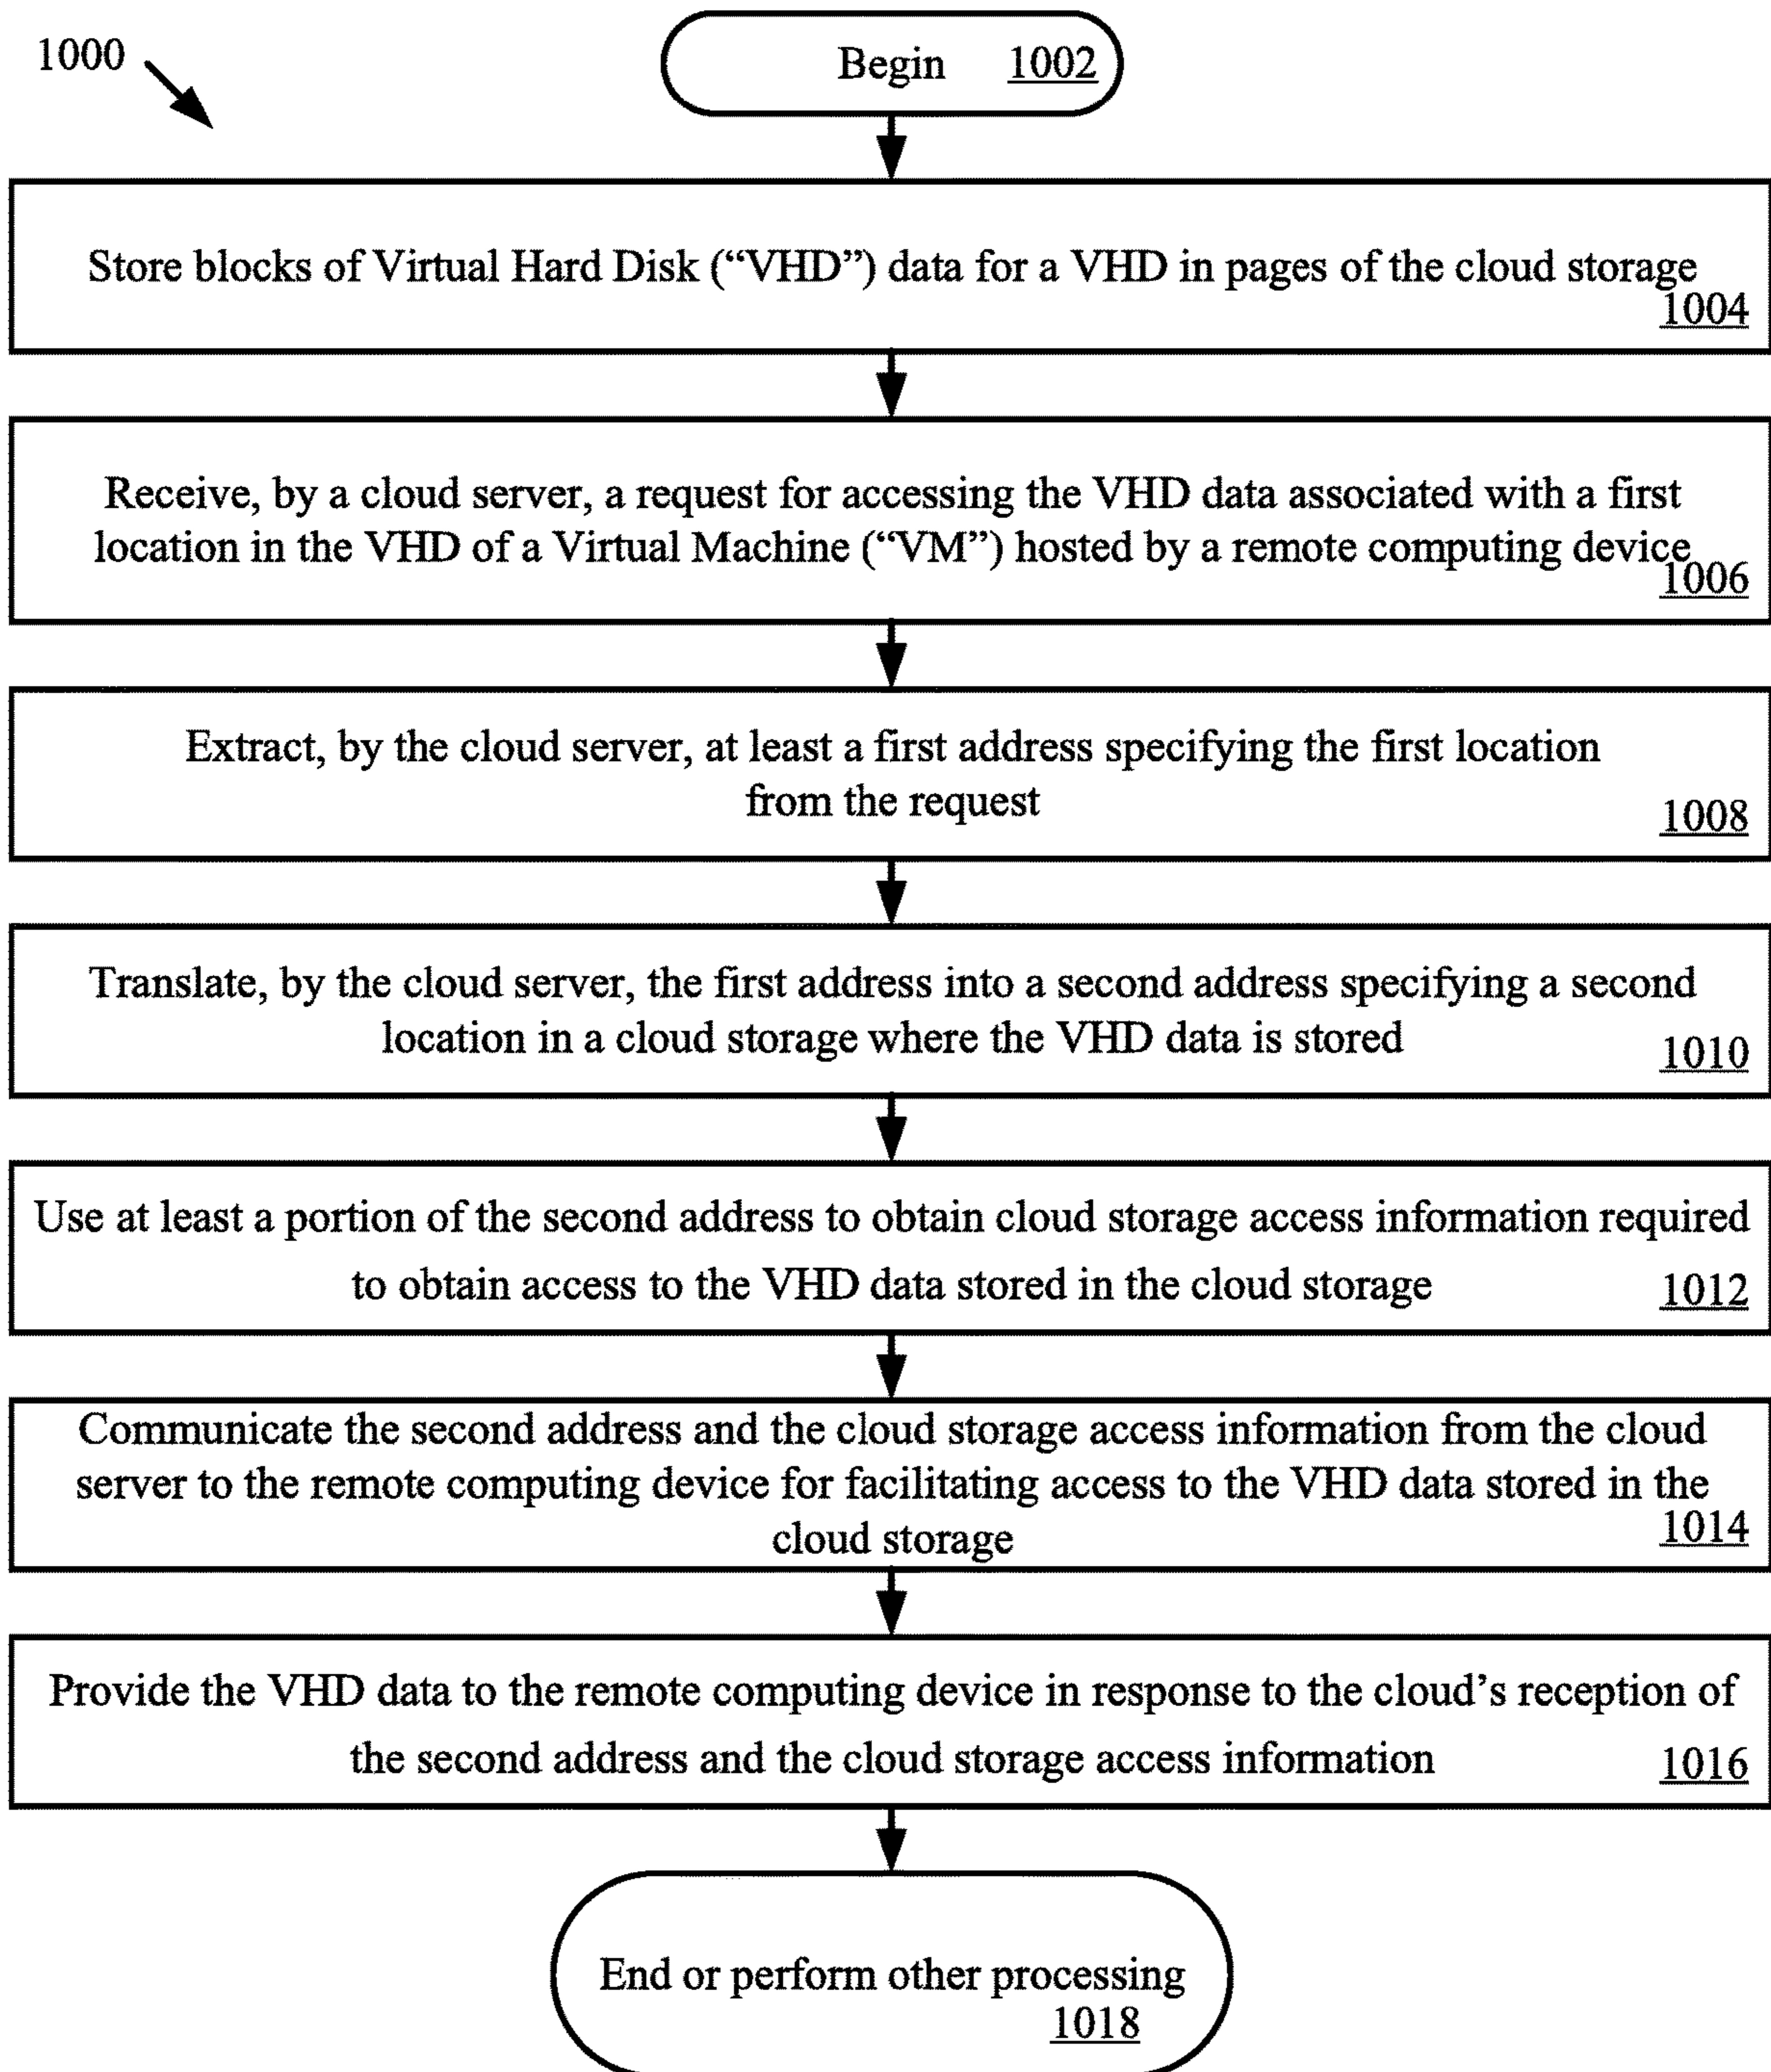 1000
Begin 1002
Store blocks of Virtual Hard Disk (“VHD”) data for a VHD in pages of the cloud storage
1004
Receive, by a cloud server, a request for accessing the VHD data associated with a first
location in the VHD of a Virtual Machine (“VM”) hosted by a remote computing device
1006
Extract, by the cloud server, at least a first address specifying the first location
from the request
1008
Translate, by the cloud server, the first address into a second address specifying a second
location in a cloud storage where the VHD data is stored
1010
Use at least a portion of the second address to obtain cloud storage access information required
to obtain access to the VHD data stored in the cloud storage
1012
Communicate the second address and the cloud storage access information from the cloud
server to the remote computing device for facilitating access to the VHD data stored in the
cloud storage
1014
Provide the VHD data to the remote computing device in response to the cloud’s reception of
the second address and the cloud storage access information
1016
End or perform other processing
1018